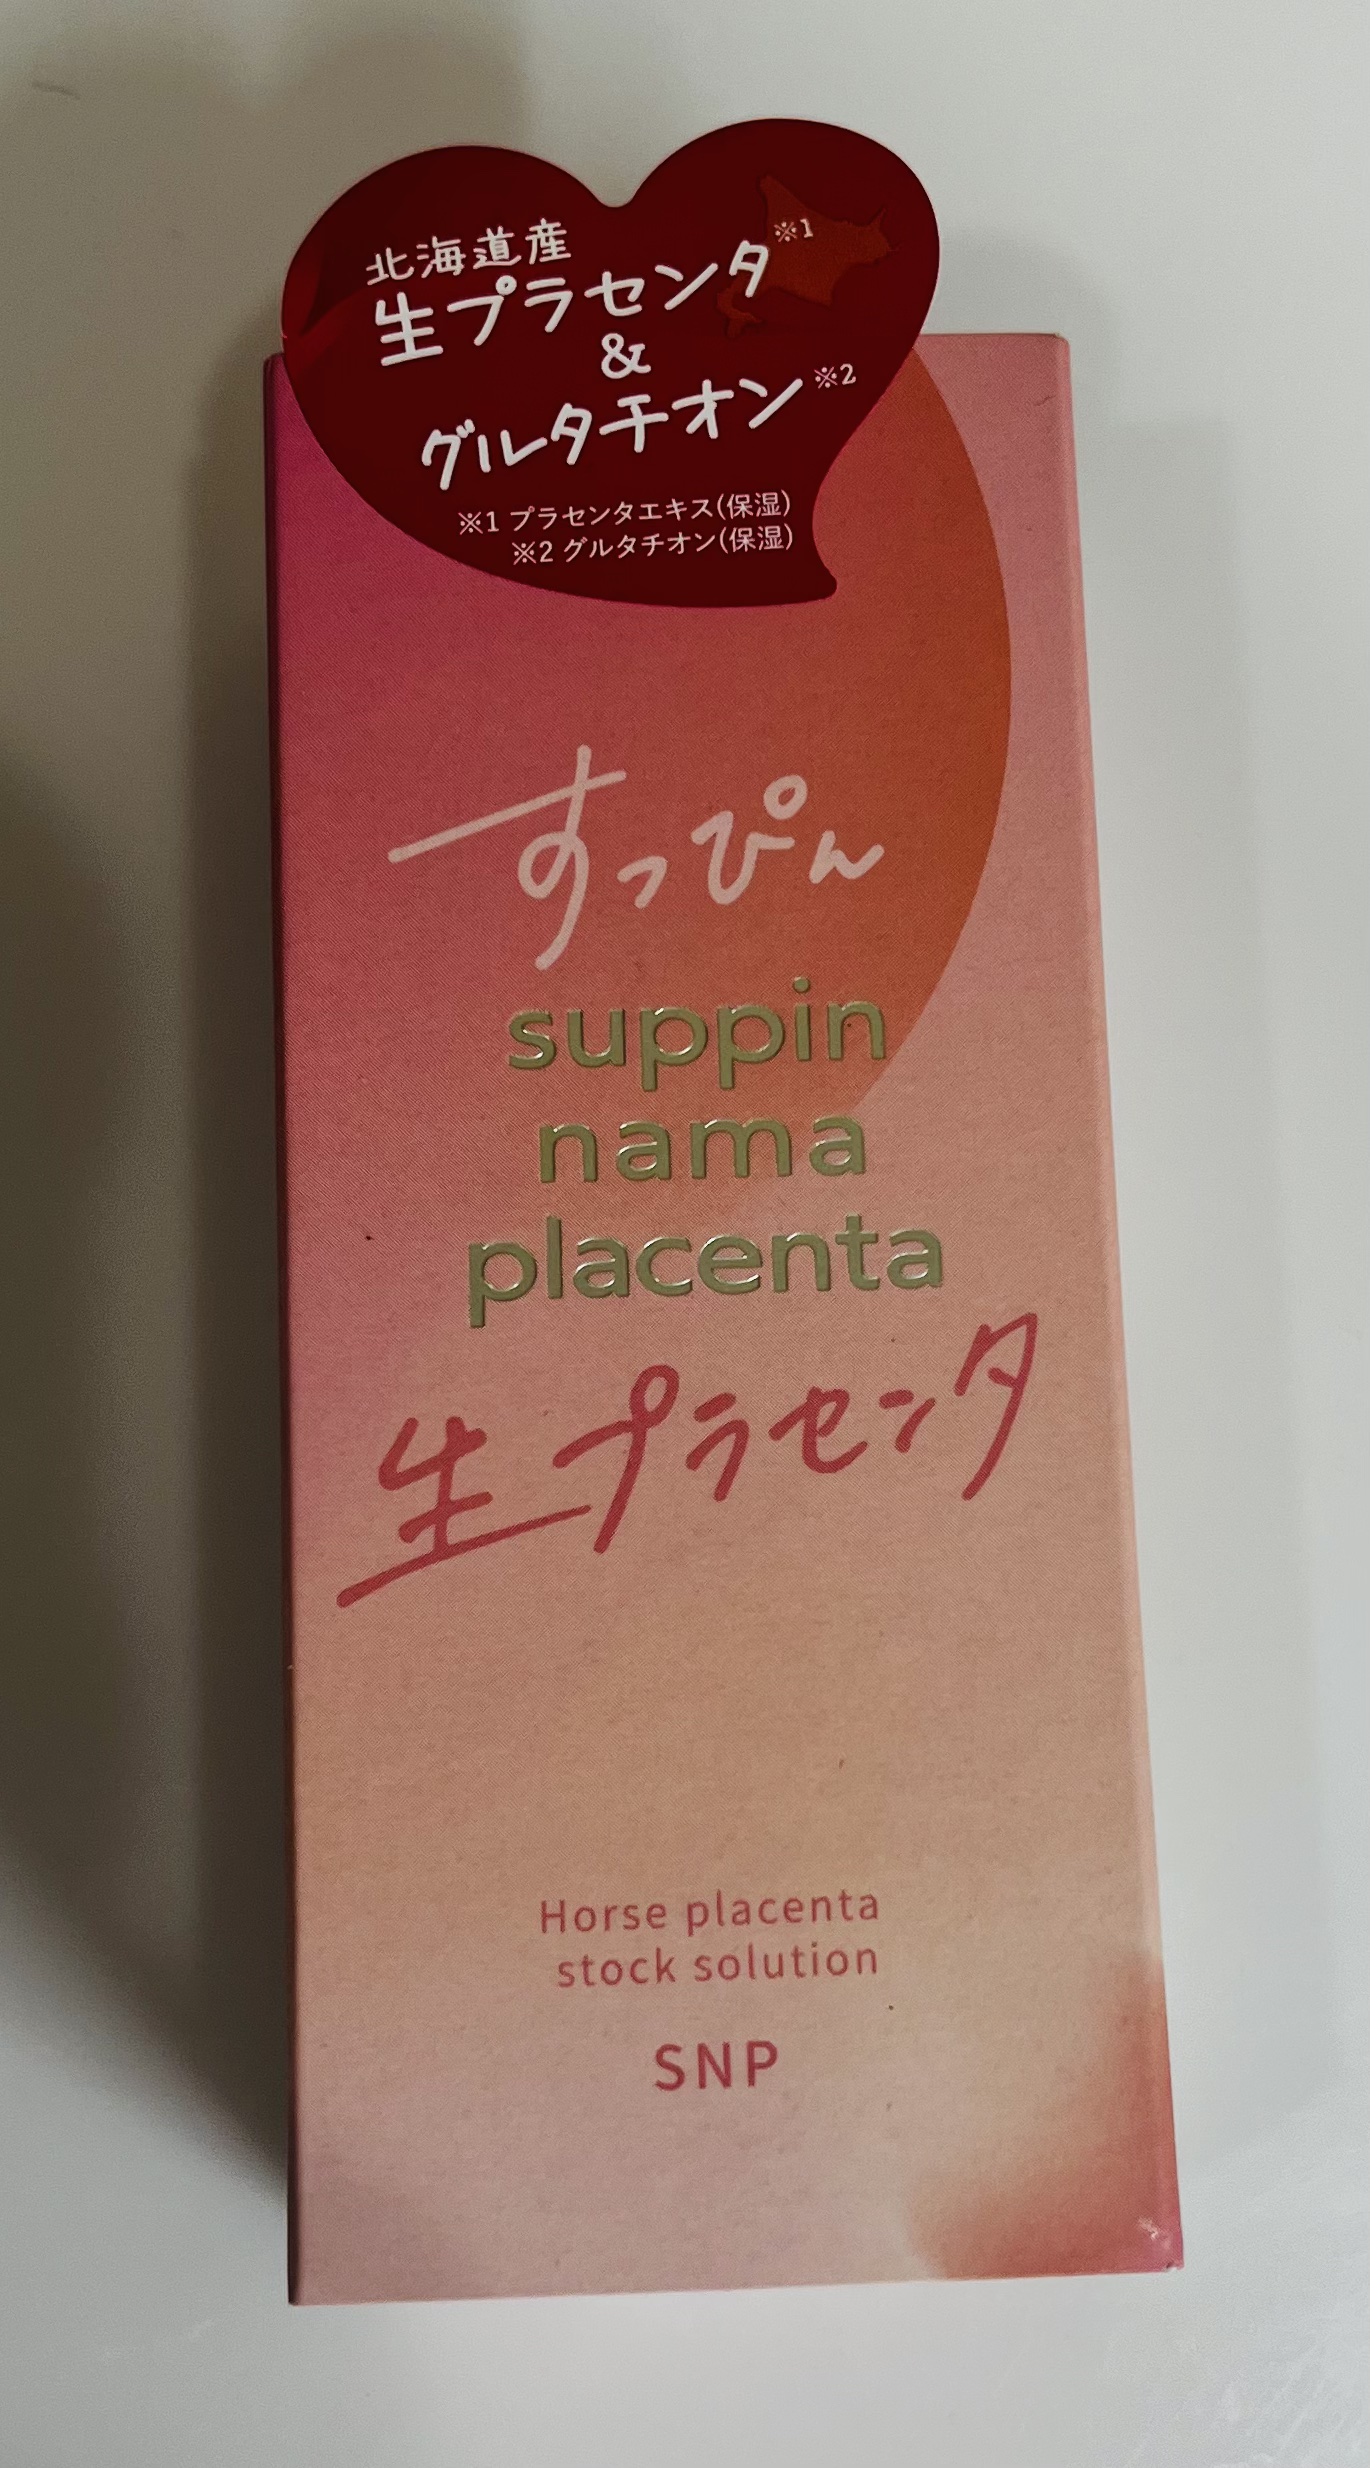 北海道産
生プラセンタ※1
&
グルタチオン※2
※1 プラセンタエキス(保湿)
※2 グルタチオン(保湿)
すっぴん
suppin
nama
placenta
生プラセンタ
Horse placenta
stock solution
SNP